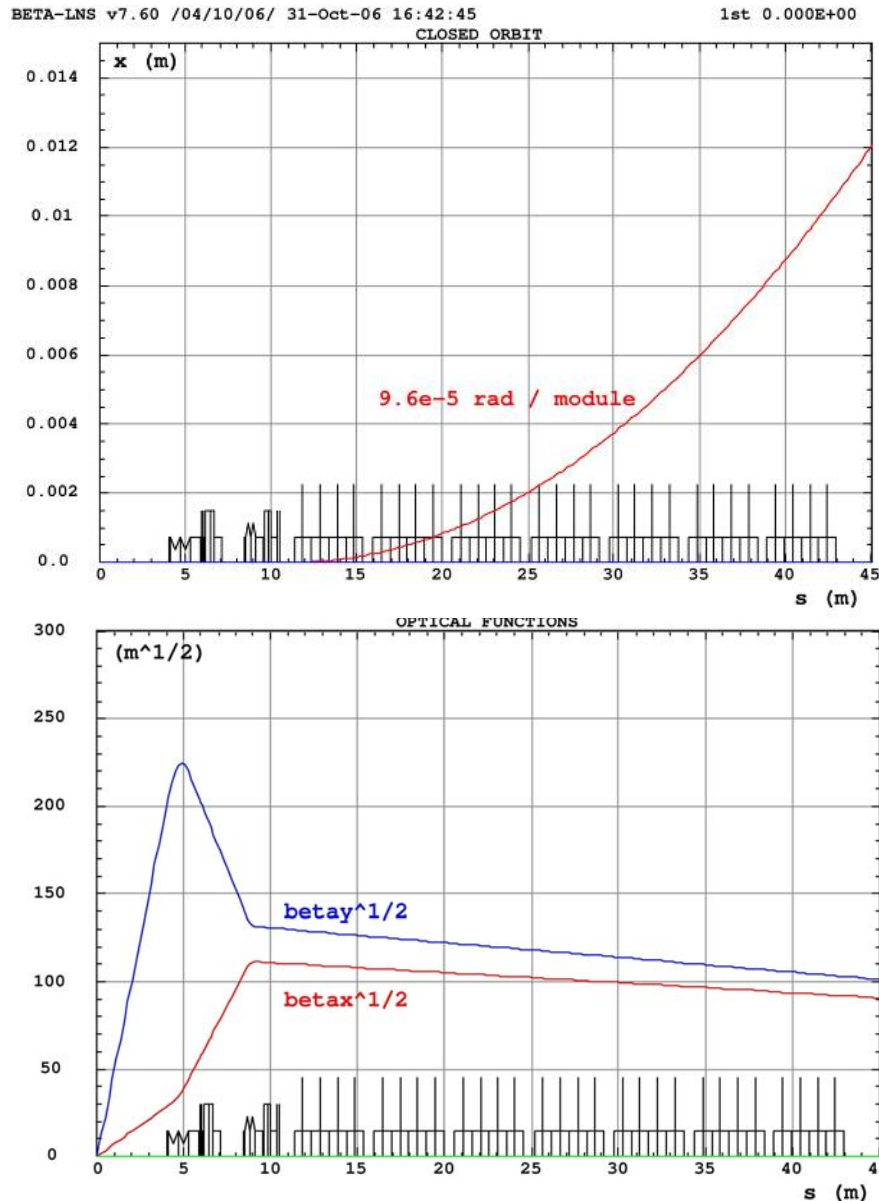 BETA-LNS v7.60 /04/10/06/ 31-Oct-06 16:42:45 1st 0.000E+00
CLOSED ORBIT
x (m)
0.014
0.012
0.01
0.008
0.006
9.6e-5 rad / module
0.004
0.002
0.0
0 5 10 15 20 25 30 35 40 45
s (m)
OPTICAL FUNCTIONS
300
(m^1/2)
250
200
150
betay^1/2
100
betax^1/2
50
0
0 5 10 15 20 25 30 35 40 45
s (m)